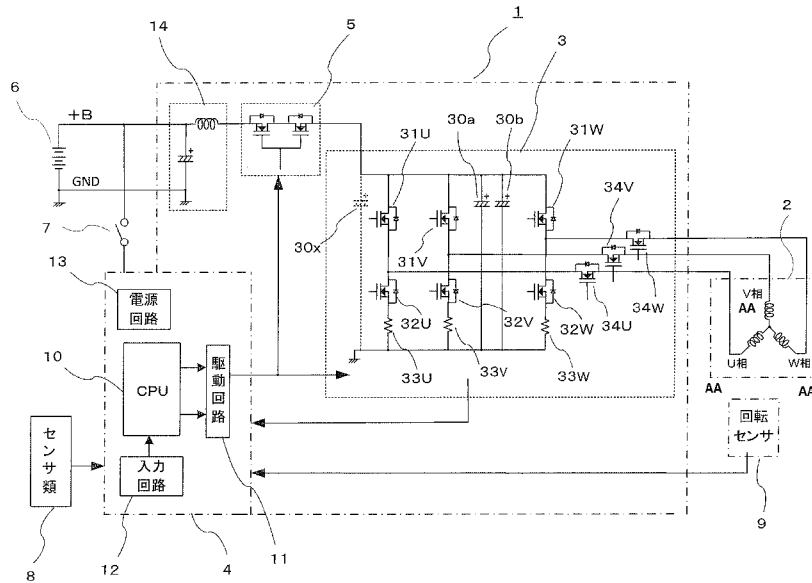 1
14
5
3
6
+B
31U
30a
30b
31W
GND
34V
2
7
30x
31V
13
電源
回路
V相
AA
34W
32U
32V
34U
32W
10
CPU
駆動回路
33U
33V
33W
U相
W相
AA
AA
センサ類
入力
回路
回転
センサ
8
12
4
11
9